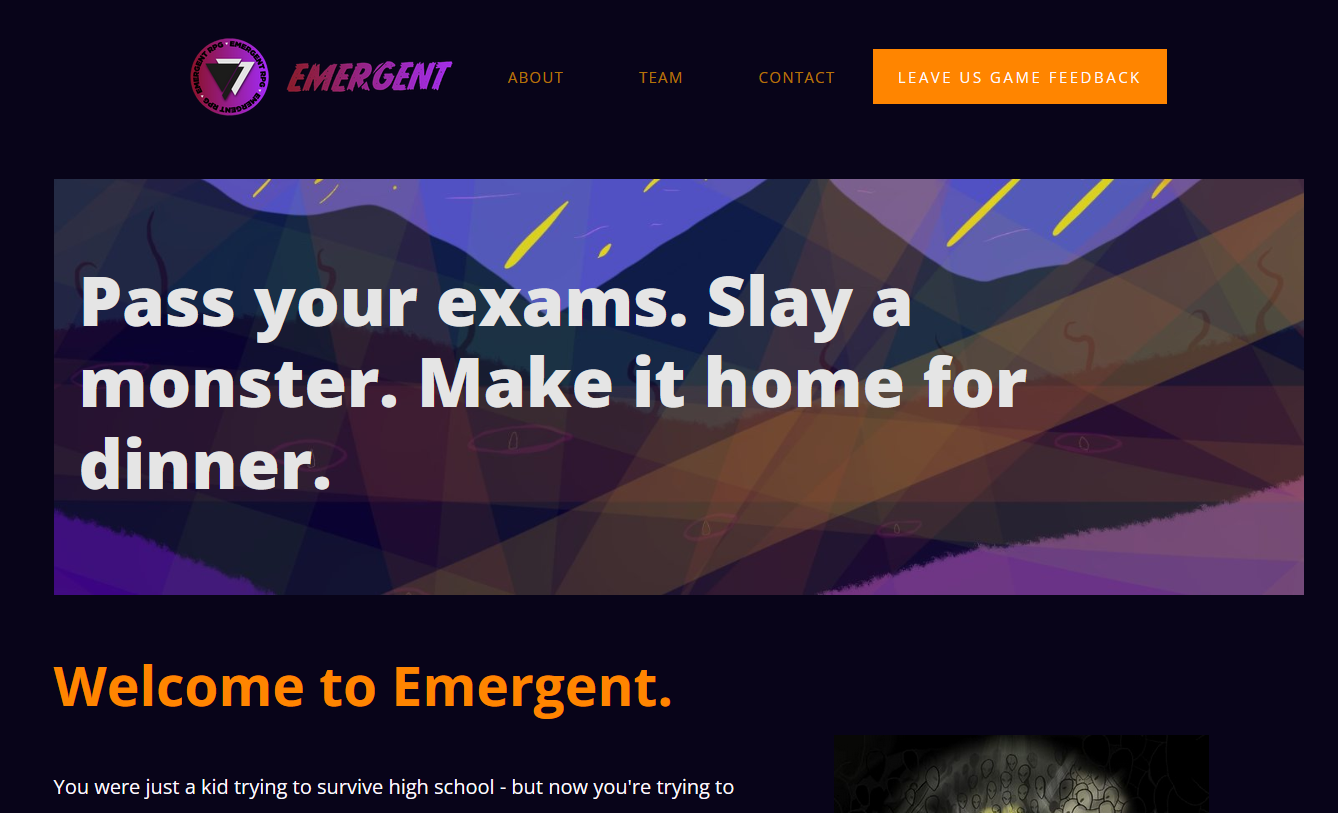 EMERGENT RPG • EMERGENT RPG • EMERGENT RPG • EMERGENT RPG •
EMERGENT
ABOUT
TEAM
CONTACT
LEAVE US GAME FEEDBACK
Pass your exams. Slay a
monster. Make it home for
dinner.
Welcome to Emergent.
You were just a kid trying to survive high school - but now you're trying to